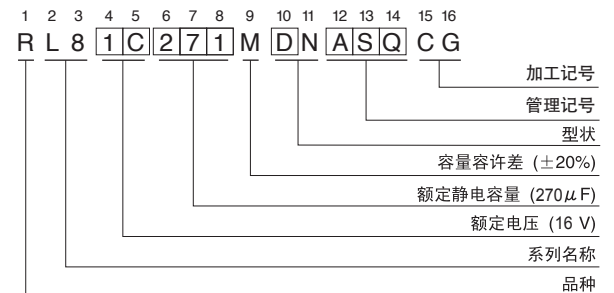 1 2 3 4 5 6 7 8 9 10 11 12 13 14 15 16
R L 8 1 C 2 7 1 M D N A S Q C G
加工记号
管理记号
型状
容量容许差 (±20%)
额定静电容量 (270μF)
额定电压 (16 V)
系列名称
品种